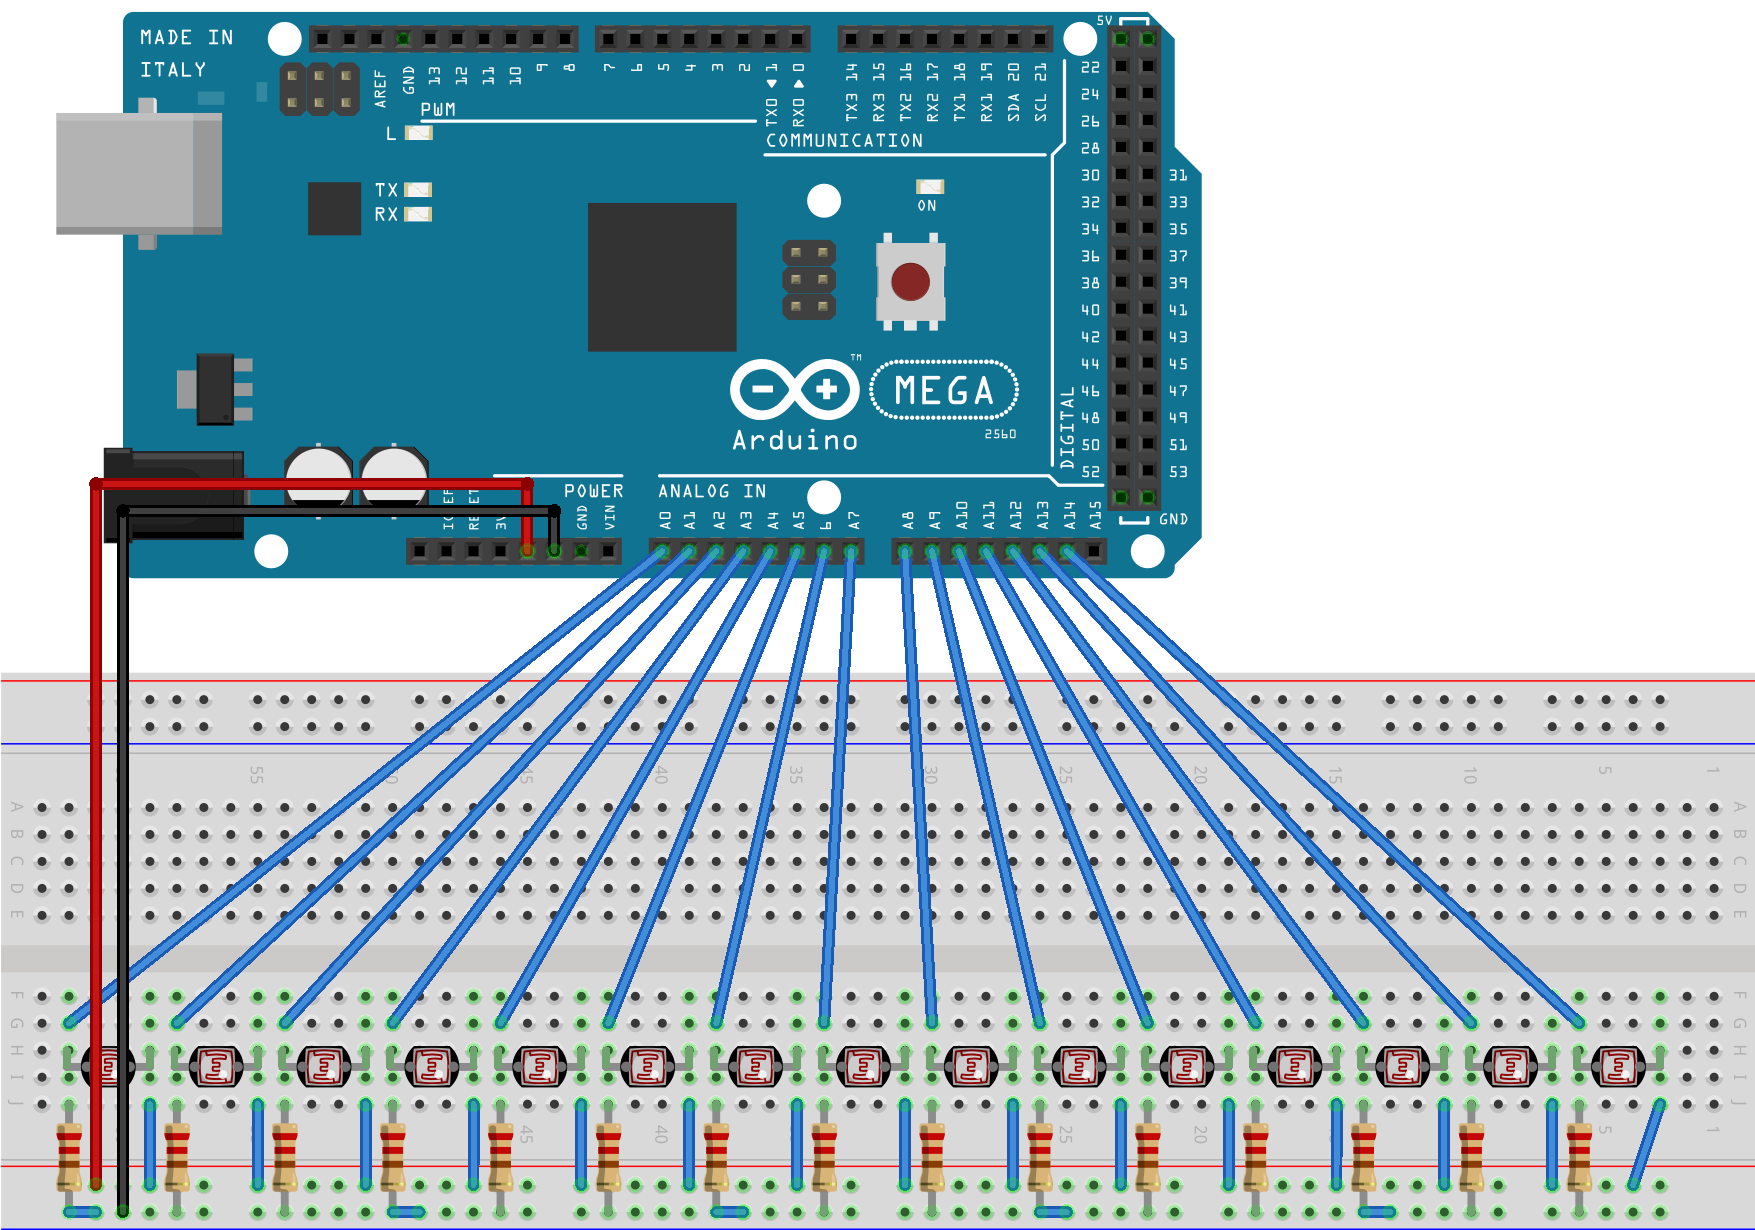 MADE IN
ITALY
AREF
GND
13
12
11
10
9
8
7
6
5
4
3
2
TX0 ◄ 1
RX0 ► 0
TX3 14
RX3 15
TX2 16
RX2 17
TX1 18
RX1 19
SDA 20
SCL 21
5V
PWM
COMMUNICATION
L
TX
RX
ON
22
24
26
28
30 31
32 33
34 35
36 37
38 39
40 41
42 43
44 45
46 47
48 49
50 51
52 53
DIGITAL
GND
TM
MEGA
Arduino
2560
POWER
ANALOG IN
GND
VIN
A0
A1
A2
A3
A4
A5
6
A7
A8
A9
A10
A11
A12
A13
A14
A15
55 45 40 35 30 25 20 15 10 5 1
A A
B B
C C
D D
E E
F F
G G
H H
I I
J J
45 40 25 20 5 1